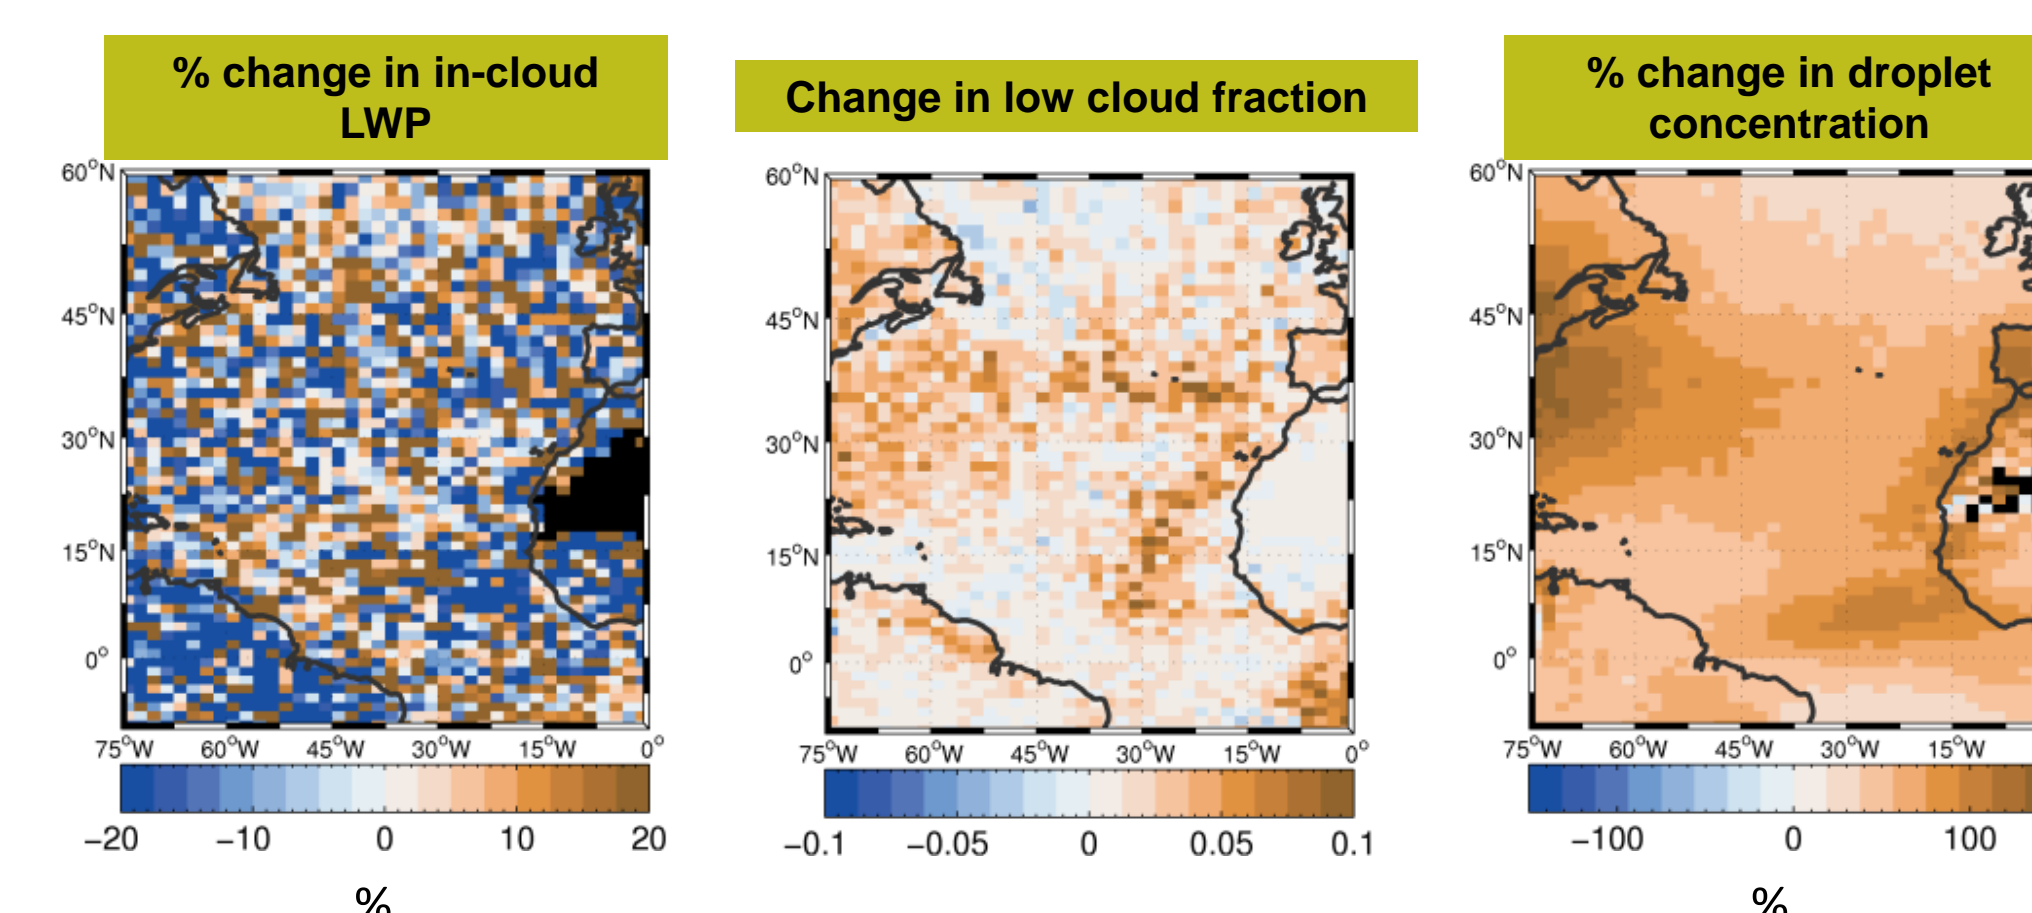 % change in in-cloud
LWP
Change in low cloud fraction
% change in droplet
concentration
60°N
45°N
30°N
15°N
0°
75°W 60°W 45°W 30°W 15°W 0°
−20 −10 0 10 20
%
60°N
45°N
30°N
15°N
0°
75°W 60°W 45°W 30°W 15°W 0°
−0.1 −0.05 0 0.05 0.1
60°N
45°N
30°N
15°N
0°
75°W 60°W 45°W 30°W 15°W
−100 0 100
%